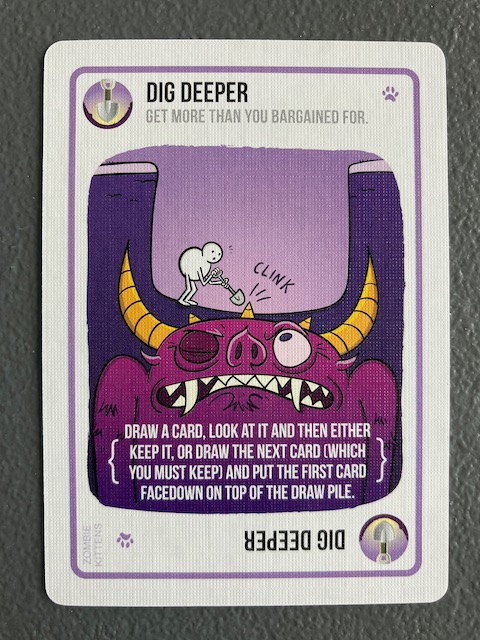 DIG DEEPER
GET MORE THAN YOU BARGAINED FOR.
CLINK
DRAW A CARD, LOOK AT IT AND THEN EITHER
KEEP IT, OR DRAW THE NEXT CARD (WHICH
YOU MUST KEEP) AND PUT THE FIRST CARD
FACEDOWN ON TOP OF THE DRAW PILE.
ZOMBIE
KITTENS
DIG DEEPER